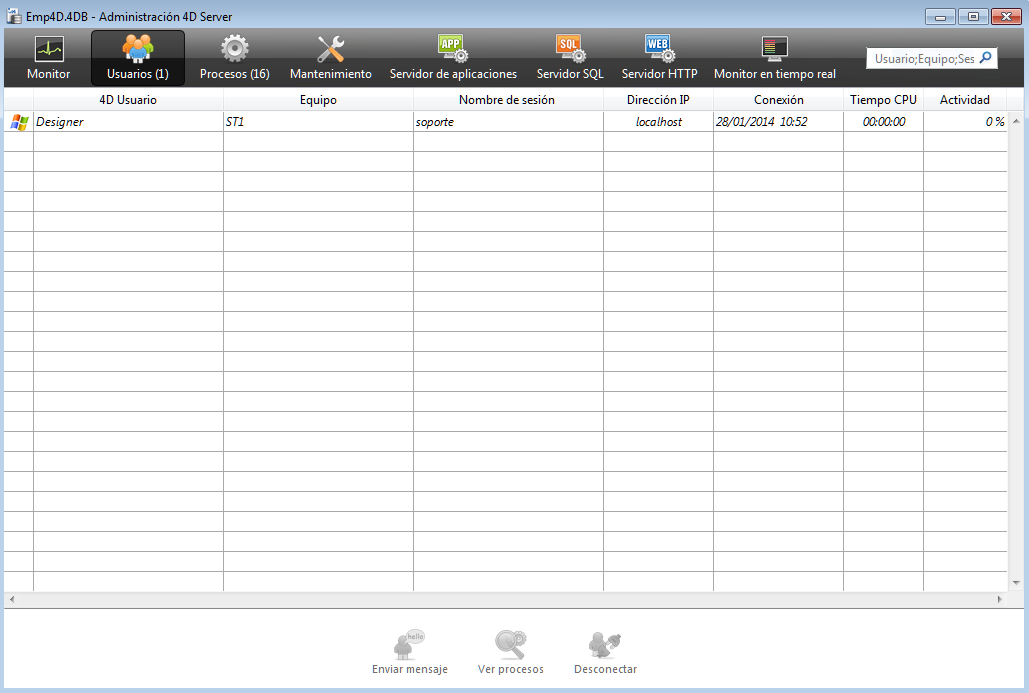 Emp4D.4DB - Administración 4D Server
APP SQL WEB
Monitor Usuarios (1) Procesos (16) Mantenimiento Servidor de aplicaciones Servidor SQL Servidor HTTP Monitor en tiempo real Usuario;Equipo;Ses
4D Usuario Equipo Nombre de sesión Dirección IP Conexión Tiempo CPU Actividad
Designer ST1 soporte localhost 28/01/2014 10:52 00:00:00 0 %
hello
Enviar mensaje Ver procesos Desconectar